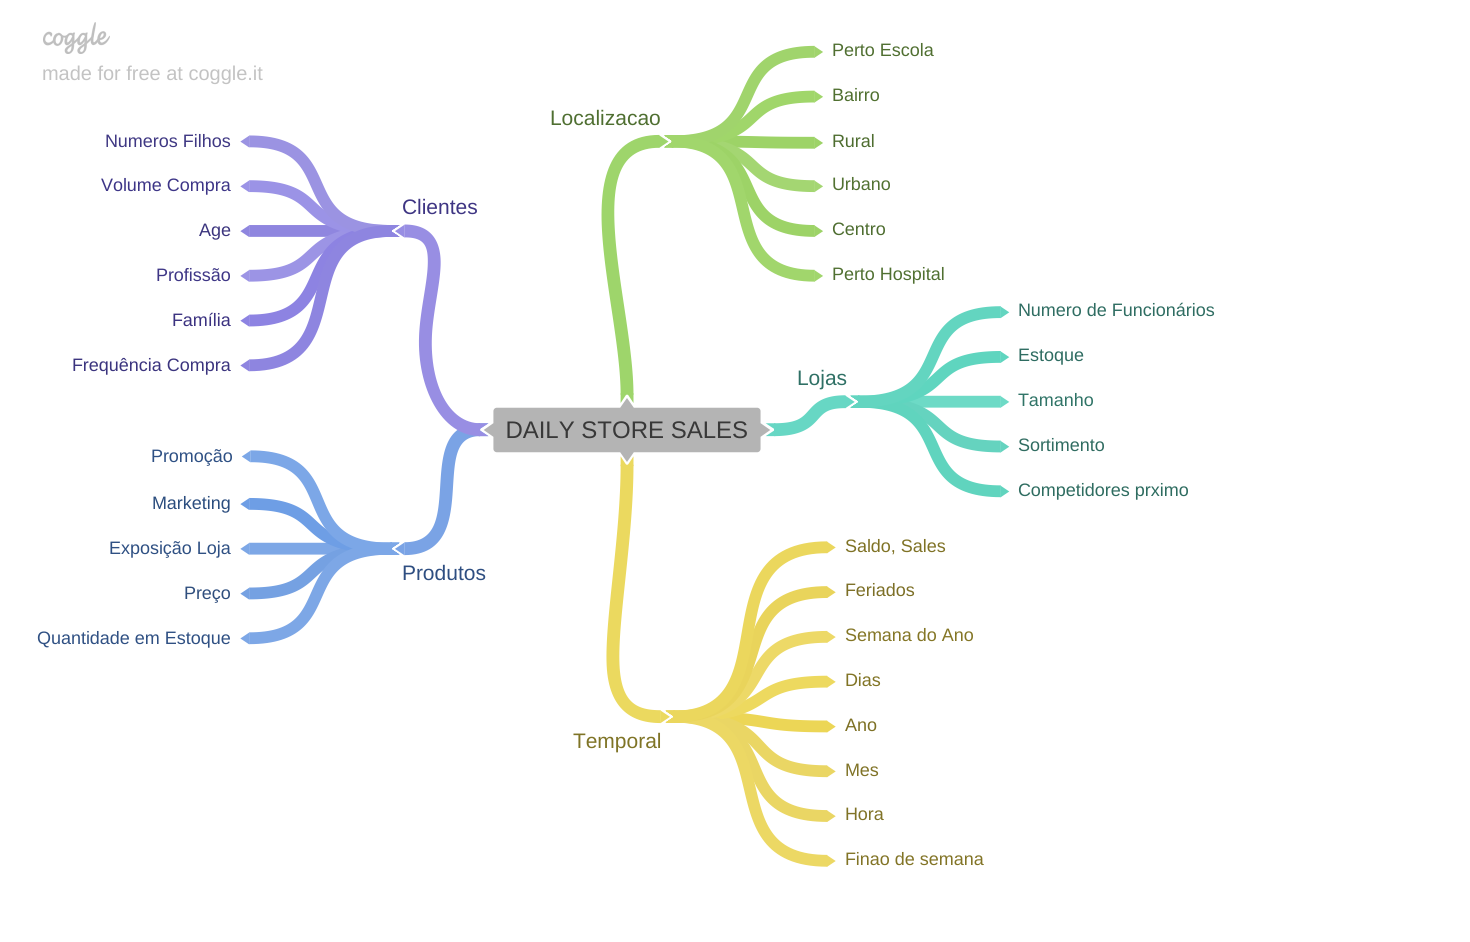 coggle
made for free at coggle.it
Clientes
Numeros Filhos
Volume Compra
Age
Profissão
Família
Frequência Compra
Produtos
Promoção
Marketing
Exposição Loja
Preço
Quantidade em Estoque
DAILY STORE SALES
Localizacao
Perto Escola
Bairro
Rural
Urbano
Centro
Perto Hospital
Lojas
Numero de Funcionários
Estoque
Tamanho
Sortimento
Competidores prximo
Temporal
Saldo, Sales
Feriados
Semana do Ano
Dias
Ano
Mes
Hora
Finao de semana